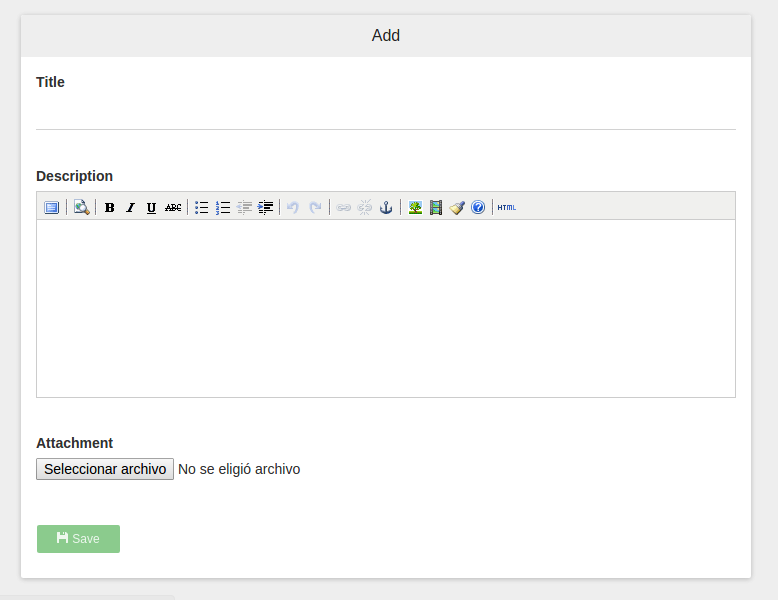 Add
Title
Description
B I U ABC HTML
Attachment
Seleccionar archivo No se eligió archivo
Save